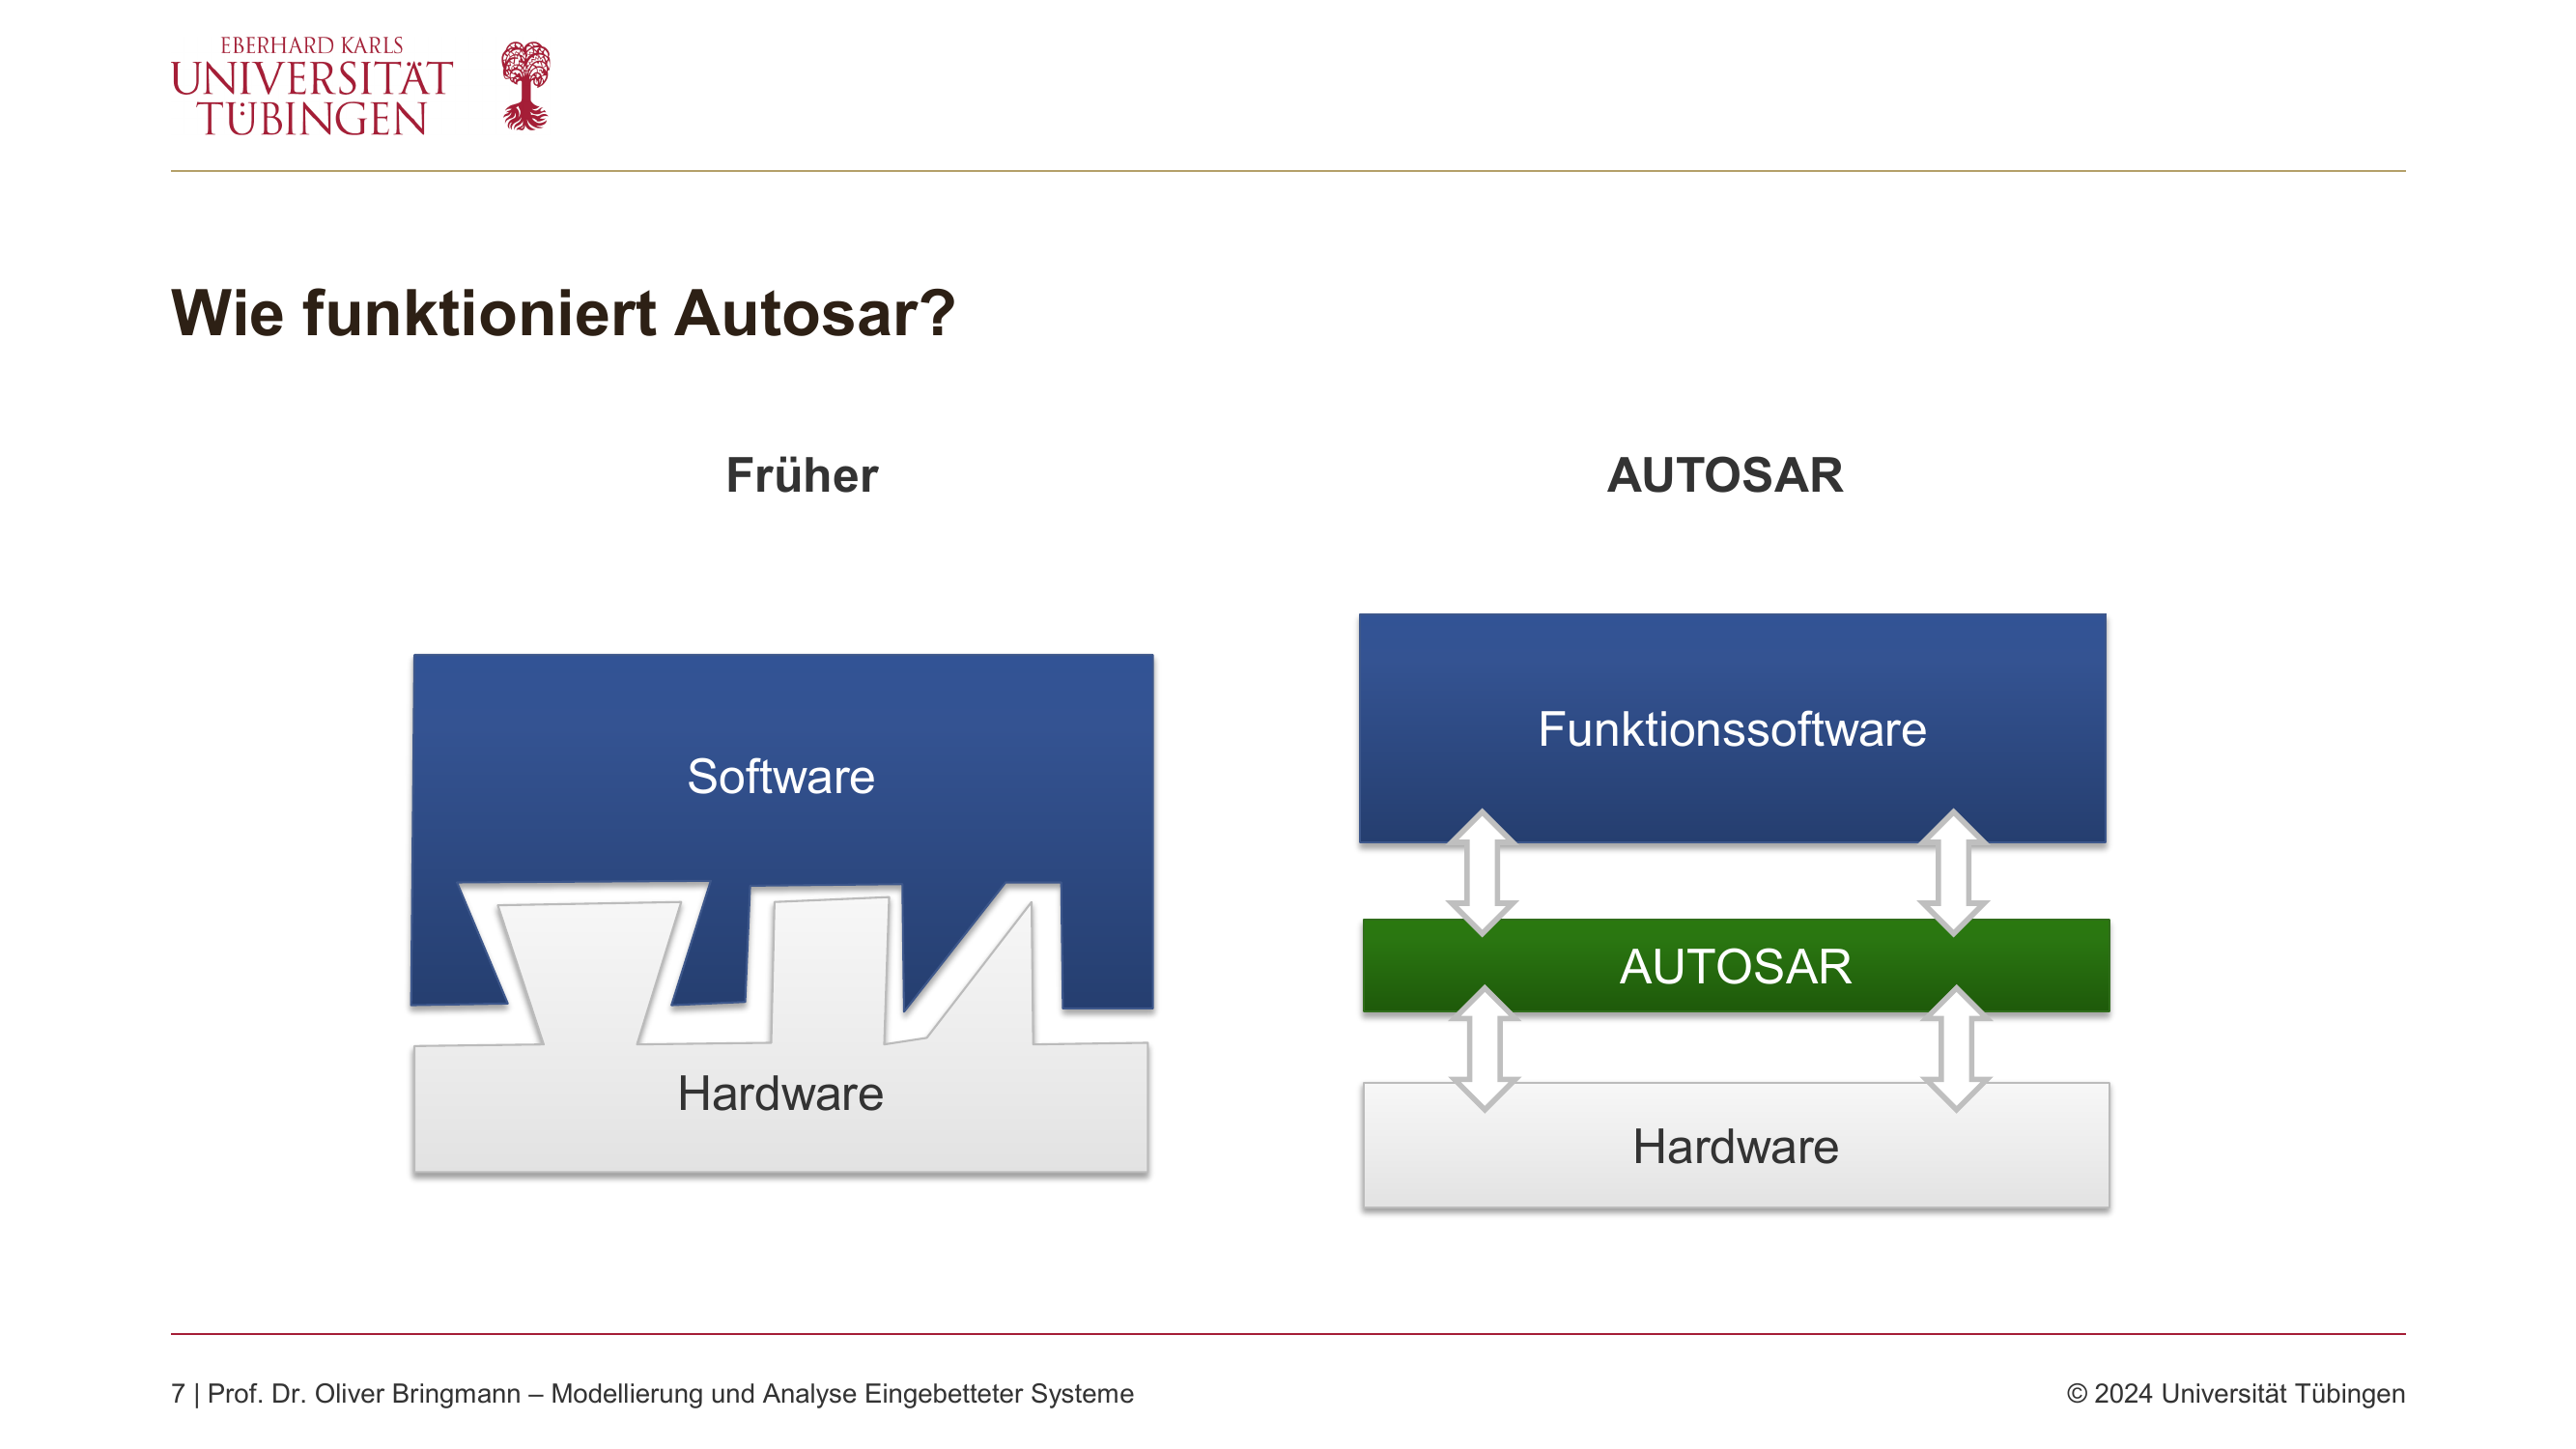 EBERHARD KARLS
UNIVERSITÄT
TÜBINGEN
Wie funktioniert Autosar?
Früher
Software
Hardware
AUTOSAR
Funktionssoftware
AUTOSAR
Hardware
7 | Prof. Dr. Oliver Bringmann – Modellierung und Analyse Eingebetteter Systeme
© 2024 Universität Tübingen